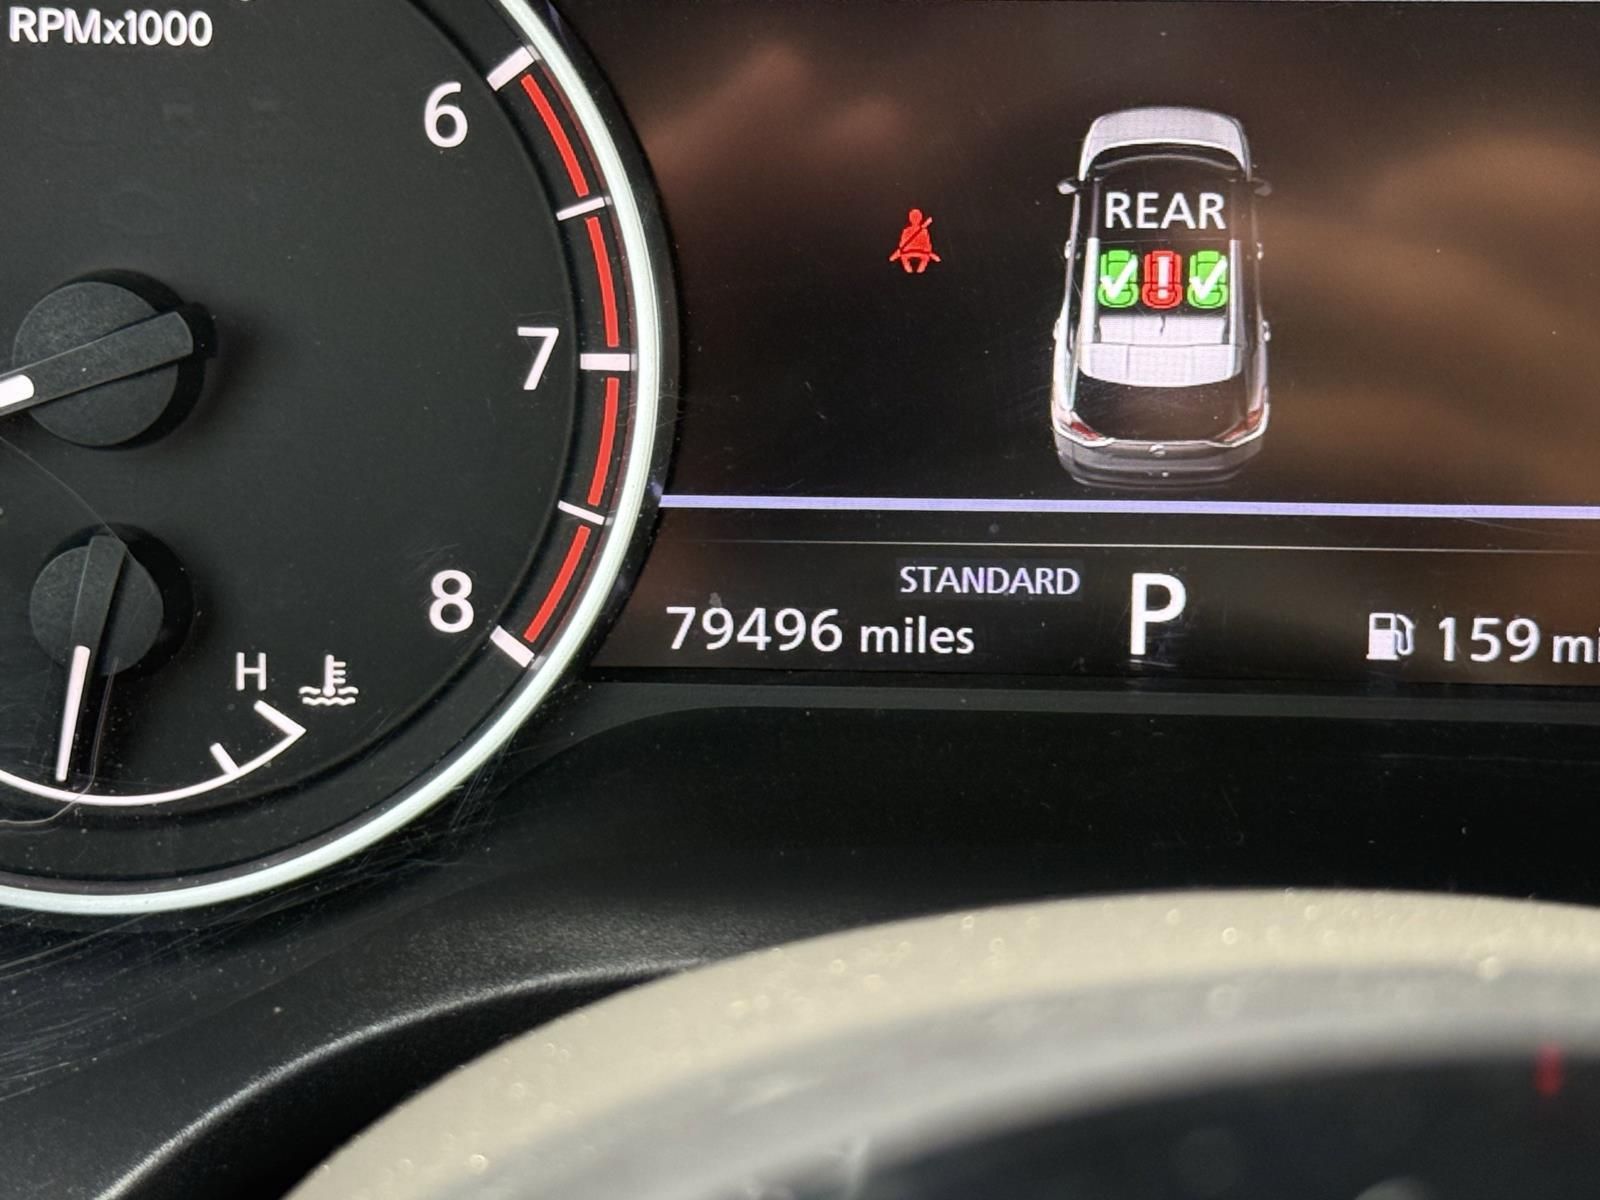 RPMx1000
6
7
8
H
REAR
STANDARD
79496 miles
P
159 mi